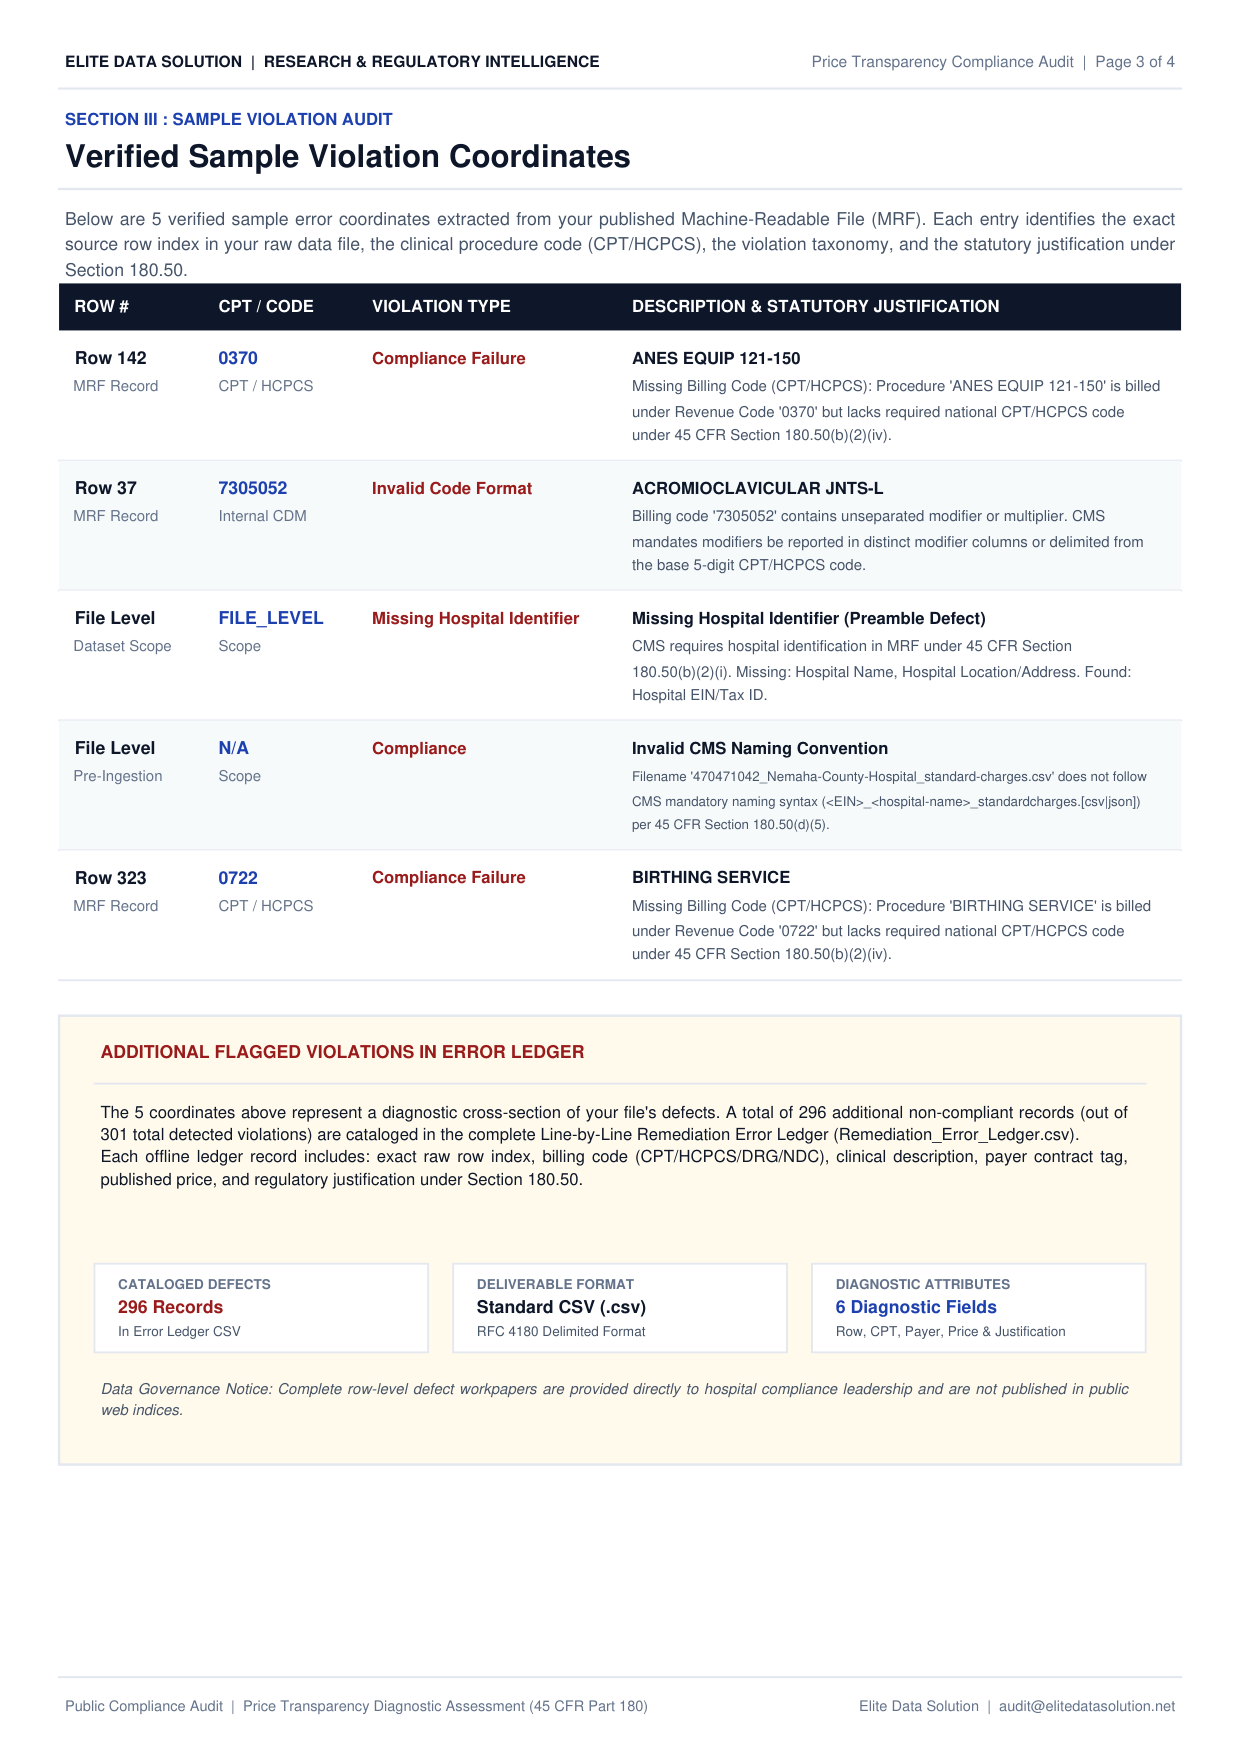 ELITE DATA SOLUTION | RESEARCH & REGULATORY INTELLIGENCE
Price Transparency Compliance Audit | Page 3 of 4
SECTION III : SAMPLE VIOLATION AUDIT
Verified Sample Violation Coordinates
Below are 5 verified sample error coordinates extracted from your published Machine-Readable File (MRF). Each entry identifies the exact
source row index in your raw data file, the clinical procedure code (CPT/HCPCS), the violation taxonomy, and the statutory justification under
Section 180.50.
ROW # CPT / CODE VIOLATION TYPE DESCRIPTION & STATUTORY JUSTIFICATION
Row 142 0370 Compliance Failure ANES EQUIP 121-150
MRF Record CPT / HCPCS Missing Billing Code (CPT/HCPCS): Procedure 'ANES EQUIP 121-150' is billed
under Revenue Code '0370' but lacks required national CPT/HCPCS code
under 45 CFR Section 180.50(b)(2)(iv).
Row 37 7305052 Invalid Code Format ACROMIOCLAVICULAR JNTS-L
MRF Record Internal CDM Billing code '7305052' contains unseparated modifier or multiplier. CMS
mandates modifiers be reported in distinct modifier columns or delimited from
the base 5-digit CPT/HCPCS code.
File Level FILE_LEVEL Missing Hospital Identifier Missing Hospital Identifier (Preamble Defect)
Dataset Scope Scope CMS requires hospital identification in MRF under 45 CFR Section
180.50(b)(2)(i). Missing: Hospital Name, Hospital Location/Address. Found:
Hospital EIN/Tax ID.
File Level N/A Compliance Invalid CMS Naming Convention
Pre-Ingestion Scope Filename '470471042_Nemaha-County-Hospital_standard-charges.csv' does not follow
CMS mandatory naming syntax (<EIN>_<hospital-name>_standardcharges.[csv|json])
per 45 CFR Section 180.50(d)(5).
Row 323 0722 Compliance Failure BIRTHING SERVICE
MRF Record CPT / HCPCS Missing Billing Code (CPT/HCPCS): Procedure 'BIRTHING SERVICE' is billed
under Revenue Code '0722' but lacks required national CPT/HCPCS code
under 45 CFR Section 180.50(b)(2)(iv).
ADDITIONAL FLAGGED VIOLATIONS IN ERROR LEDGER
The 5 coordinates above represent a diagnostic cross-section of your file's defects. A total of 296 additional non-compliant records (out of
301 total detected violations) are cataloged in the complete Line-by-Line Remediation Error Ledger (Remediation_Error_Ledger.csv).
Each offline ledger record includes: exact raw row index, billing code (CPT/HCPCS/DRG/NDC), clinical description, payer contract tag,
published price, and regulatory justification under Section 180.50.
CATALOGED DEFECTS
296 Records
In Error Ledger CSV
DELIVERABLE FORMAT
Standard CSV (.csv)
RFC 4180 Delimited Format
DIAGNOSTIC ATTRIBUTES
6 Diagnostic Fields
Row, CPT, Payer, Price & Justification
Data Governance Notice: Complete row-level defect workpapers are provided directly to hospital compliance leadership and are not published in public
web indices.
Public Compliance Audit | Price Transparency Diagnostic Assessment (45 CFR Part 180)
Elite Data Solution | audit@elitedatasolution.net